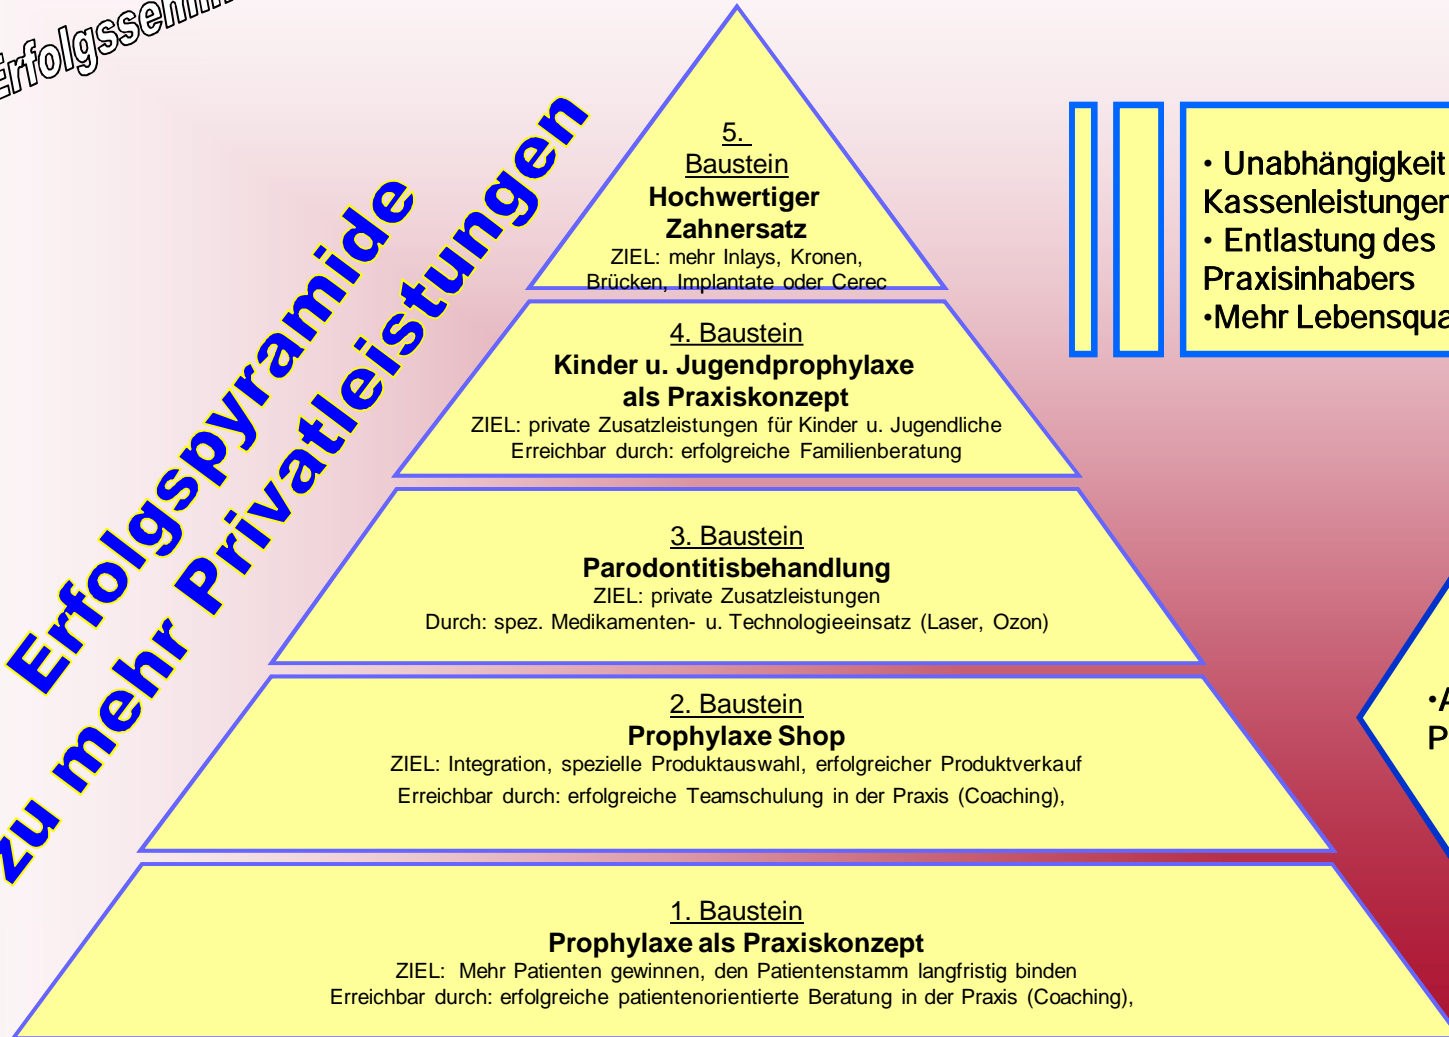 Erfolgspyramide
zu mehr Privatleistungen
5.
Baustein
Hochwertiger
Zahnersatz
ZIEL: mehr Inlays, Kronen,
Brücken, Implantate oder Cerec
4. Baustein
Kinder u. Jugendprophylaxe
als Praxiskonzept
ZIEL: private Zusatzleistungen für Kinder u. Jugendliche
Erreichbar durch: erfolgreiche Familienberatung
3. Baustein
Parodontitisbehandlung
ZIEL: private Zusatzleistungen
Durch: spez. Medikamenten- u. Technologieeinsatz (Laser, Ozon)
2. Baustein
Prophylaxe Shop
ZIEL: Integration, spezielle Produktauswahl, erfolgreicher Produktverkauf
Erreichbar durch: erfolgreiche Teamschulung in der Praxis (Coaching),
1. Baustein
Prophylaxe als Praxiskonzept
ZIEL: Mehr Patienten gewinnen, den Patientenstamm langfristig binden
Erreichbar durch: erfolgreiche patientenorientierte Beratung in der Praxis (Coaching),
• Unabhängigkeit
Kassenleistungen
• Entlastung des
Praxisinhabers
•Mehr